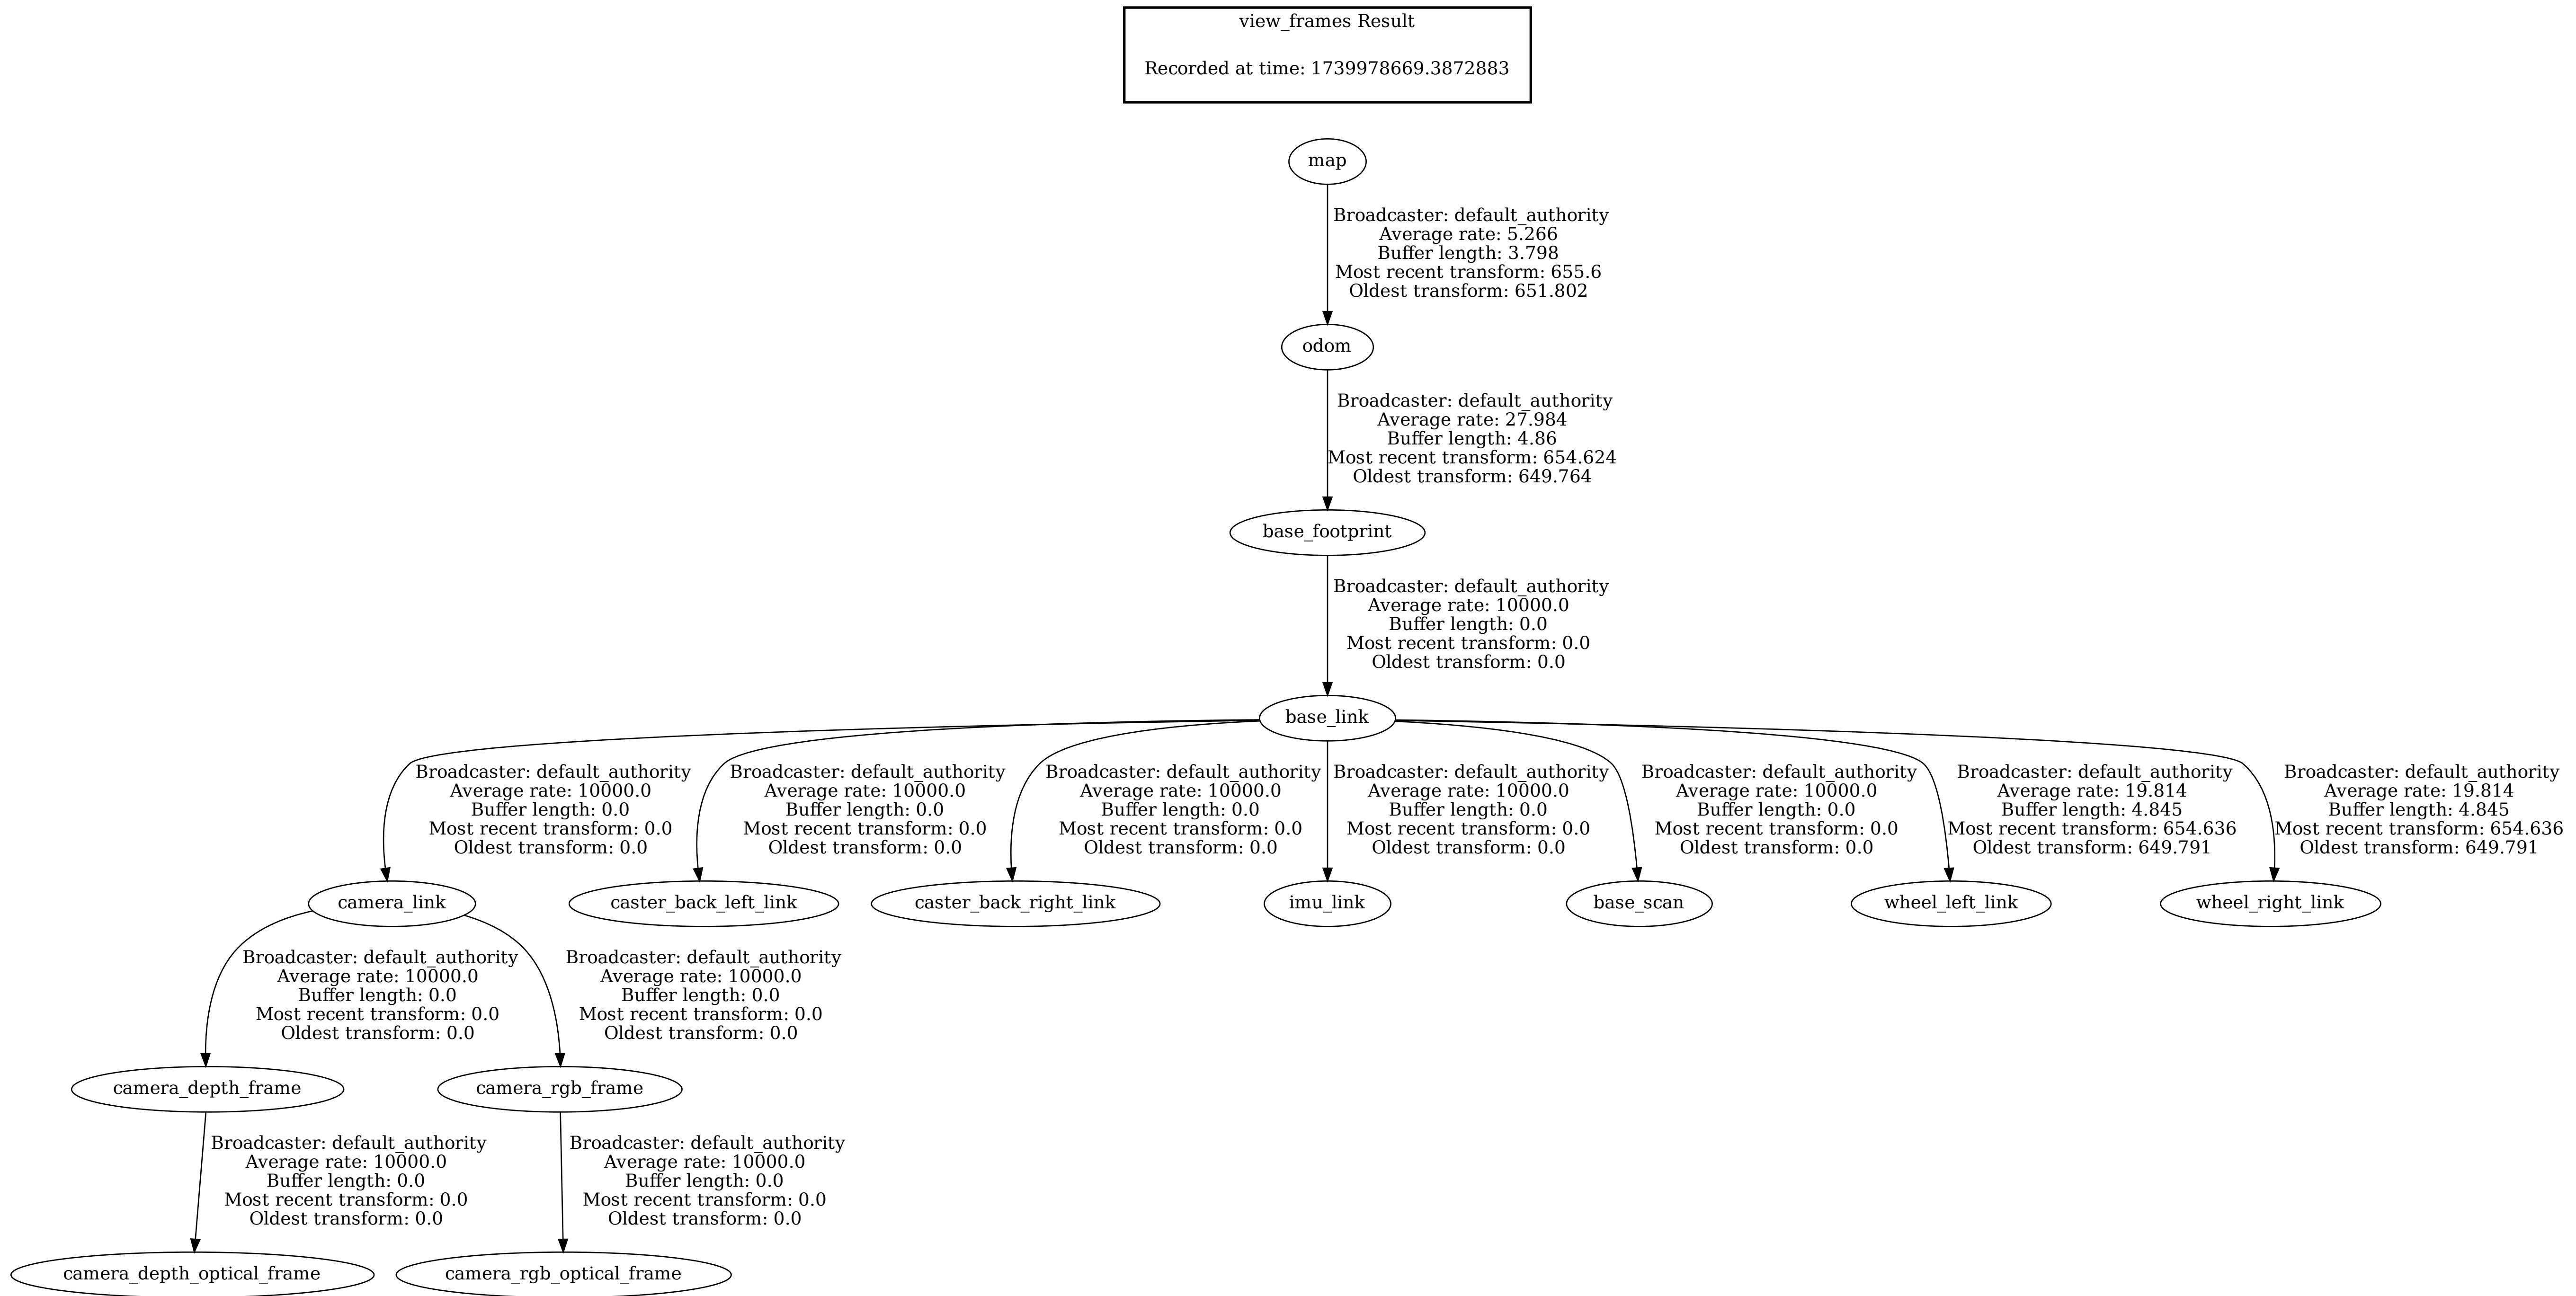 view_frames Result
Recorded at time: 1739978669.3872883
map
Broadcaster: default_authority
Average rate: 5.266
Buffer length: 3.798
Most recent transform: 655.6
Oldest transform: 651.802
odom
Broadcaster: default_authority
Average rate: 27.984
Buffer length: 4.86
Most recent transform: 654.624
Oldest transform: 649.764
base_footprint
Broadcaster: default_authority
Average rate: 10000.0
Buffer length: 0.0
Most recent transform: 0.0
Oldest transform: 0.0
base_link
Broadcaster: default_authority
Average rate: 10000.0
Buffer length: 0.0
Most recent transform: 0.0
Oldest transform: 0.0
Broadcaster: default_authority
Average rate: 10000.0
Buffer length: 0.0
Most recent transform: 0.0
Oldest transform: 0.0
Broadcaster: default_authority
Average rate: 10000.0
Buffer length: 0.0
Most recent transform: 0.0
Oldest transform: 0.0
Broadcaster: default_authority
Average rate: 10000.0
Buffer length: 0.0
Most recent transform: 0.0
Oldest transform: 0.0
Broadcaster: default_authority
Average rate: 10000.0
Buffer length: 0.0
Most recent transform: 0.0
Oldest transform: 0.0
Broadcaster: default_authority
Average rate: 19.814
Buffer length: 4.845
Most recent transform: 654.636
Oldest transform: 649.791
Broadcaster: default_authority
Average rate: 19.814
Buffer length: 4.845
Most recent transform: 654.636
Oldest transform: 649.791
camera_link
caster_back_left_link
caster_back_right_link
imu_link
base_scan
wheel_left_link
wheel_right_link
Broadcaster: default_authority
Average rate: 10000.0
Buffer length: 0.0
Most recent transform: 0.0
Oldest transform: 0.0
Broadcaster: default_authority
Average rate: 10000.0
Buffer length: 0.0
Most recent transform: 0.0
Oldest transform: 0.0
camera_depth_frame
camera_rgb_frame
Broadcaster: default_authority
Average rate: 10000.0
Buffer length: 0.0
Most recent transform: 0.0
Oldest transform: 0.0
Broadcaster: default_authority
Average rate: 10000.0
Buffer length: 0.0
Most recent transform: 0.0
Oldest transform: 0.0
camera_depth_optical_frame
camera_rgb_optical_frame